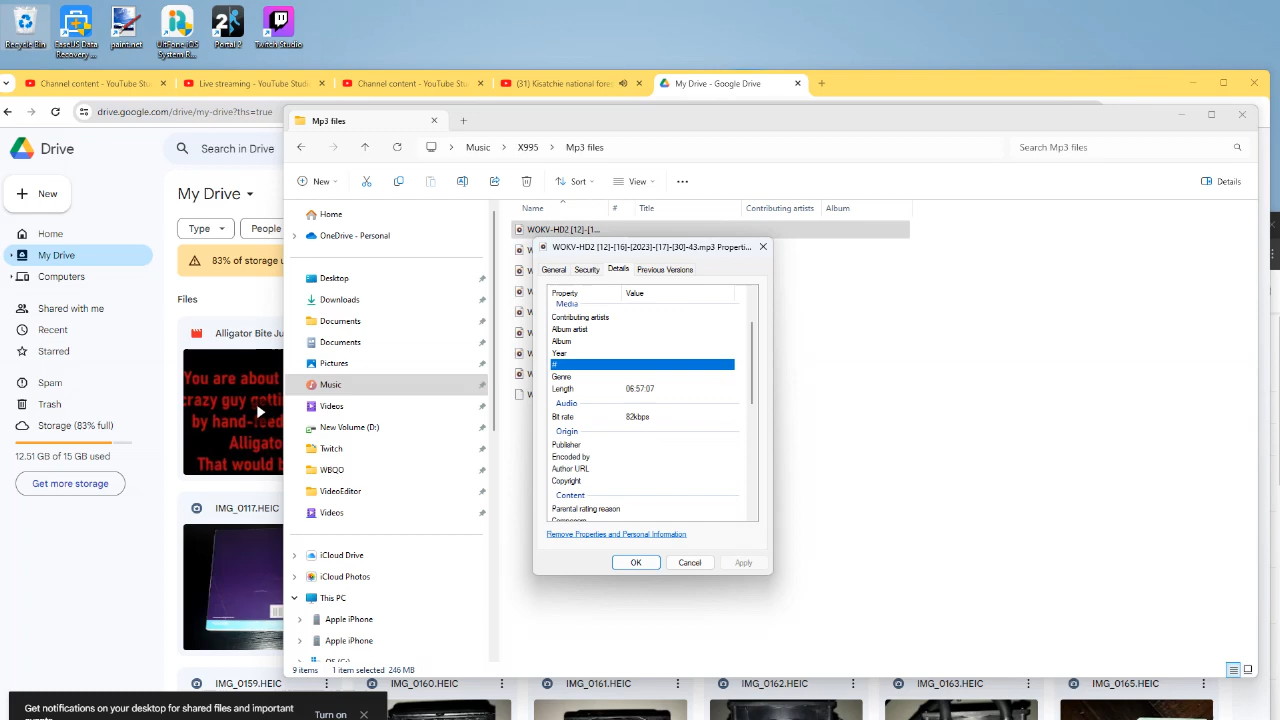 Recycle Bin
EaseUS Data Recovery ...
paint.net
UltFone iOS System R...
Portal 2
Twitch Studio
Channel content - YouTube Stu
Live streaming - YouTube Studi
Channel content - YouTube Stu
(31) Kisatchie national fores
My Drive - Google Drive
drive.google.com/drive/my-drive?ths=true
Drive
Search in Drive
New
Home
My Drive
Computers
Shared with me
Recent
Starred
Spam
Trash
Storage (83% full)
12.51 GB of 15 GB used
Get more storage
My Drive
Type
People
83% of storage u
Files
Alligator Bite Ju
You are about
crazy guy gettin
by hand-feed
Alligator
That would b
IMG_0117.HEIC
IMG_0159.HEIC
IMG_0160.HEIC
IMG_0161.HEIC
IMG_0162.HEIC
IMG_0163.HEIC
IMG_0165.HEIC
Get notifications on your desktop for shared files and important
Turn on
Mp3 files
Music > X995 > Mp3 files
Search Mp3 files
New
Sort
View
Details
Home
OneDrive - Personal
Desktop
Downloads
Documents
Documents
Pictures
Music
Videos
New Volume (D:)
Twitch
WBQO
VideoEditor
Videos
iCloud Drive
iCloud Photos
This PC
Apple iPhone
Apple iPhone
OS (C:)
Name # Title Contributing artists Album
WOKV-HD2 [12]-[1...
WOKV-HD2 [12]-[16]-[2023]-[17]-[30]-43.mp3 Properti...
General Security Details Previous Versions
Property Value
Media
Contributing artists
Album artist
Album
Year
#
Genre
Length 06:57:07
Audio
Bit rate 82kbps
Origin
Publisher
Encoded by
Author URL
Copyright
Content
Parental rating reason
Remove Properties and Personal Information
OK Cancel Apply
9 items 1 item selected 246 MB